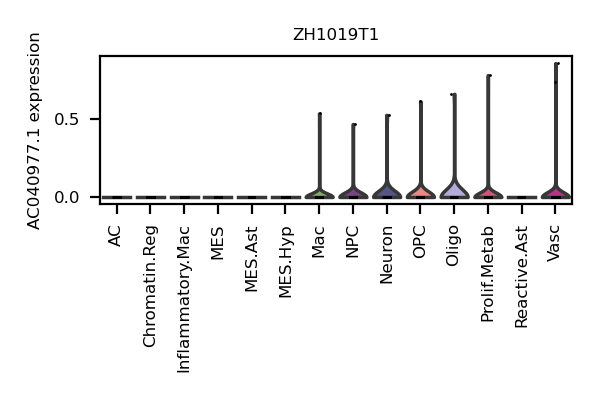 ZH1019T1
AC040977.1 expression
0.5
0.0
AC
Chromatin.Reg
Inflammatory.Mac
MES
MES.Ast
MES.Hyp
Mac
NPC
Neuron
OPC
Oligo
Prolif.Metab
Reactive.Ast
Vasc